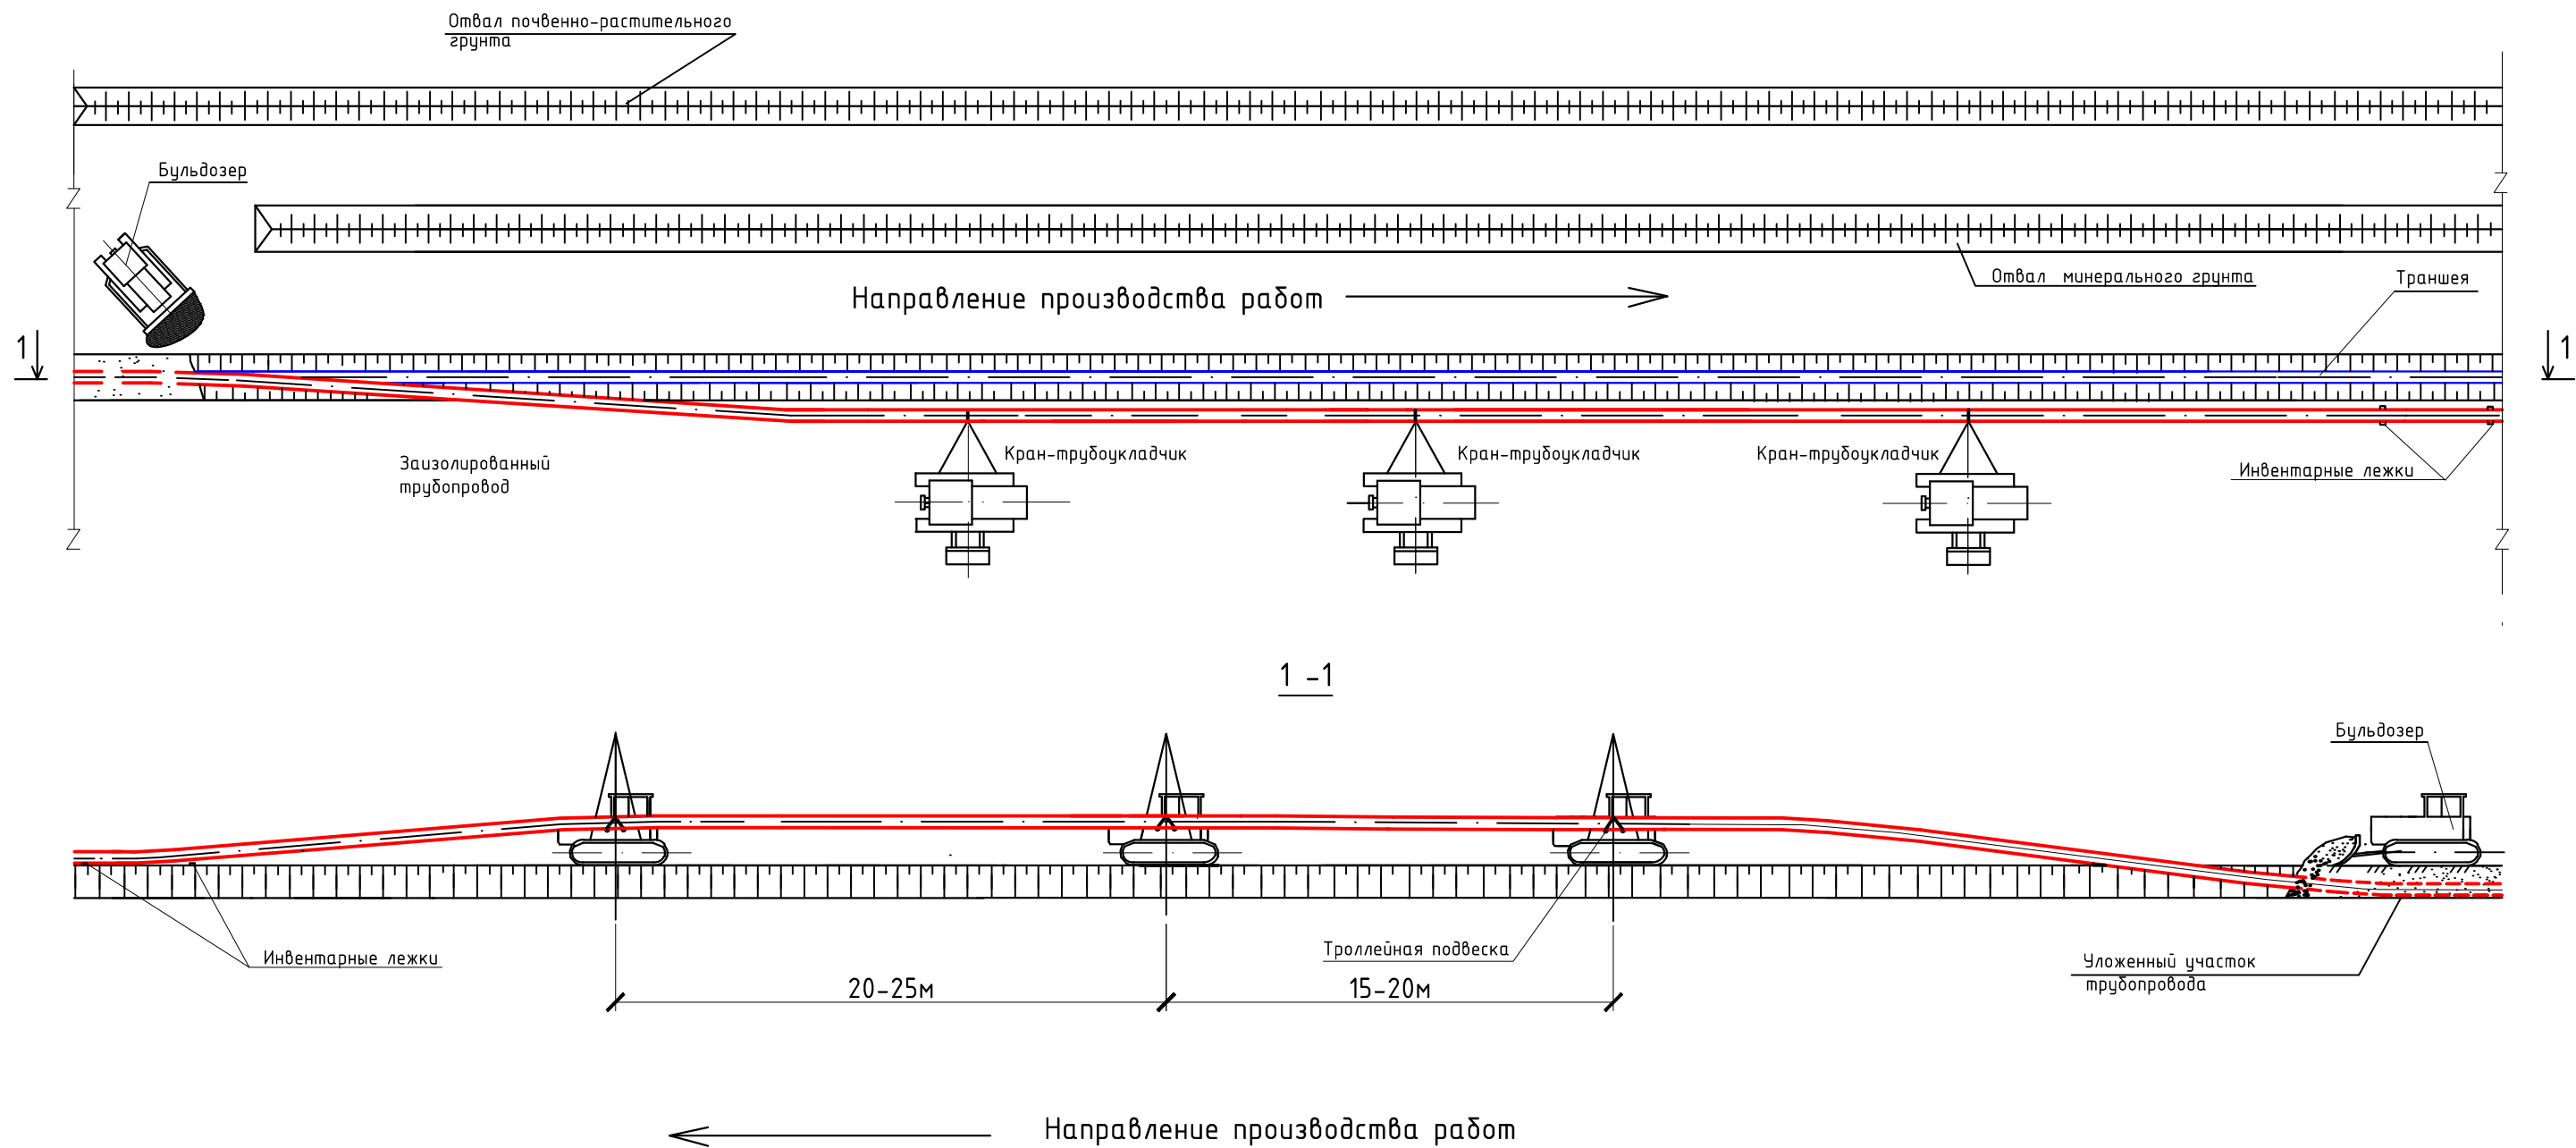 Отвал почвенно-растительного
грунта
Бульдозер
Отвал минерального грунта
Траншея
Направление производства работ
1
1
Заизолированный
трубопровод
Кран-трубоукладчик
Кран-трубоукладчик
Кран-трубоукладчик
Инвентарные лежки
1 -1
Бульдозер
Инвентарные лежки
Троллейная подвеска
Уложенный участок
трубопровода
20-25м
15-20м
Направление производства работ